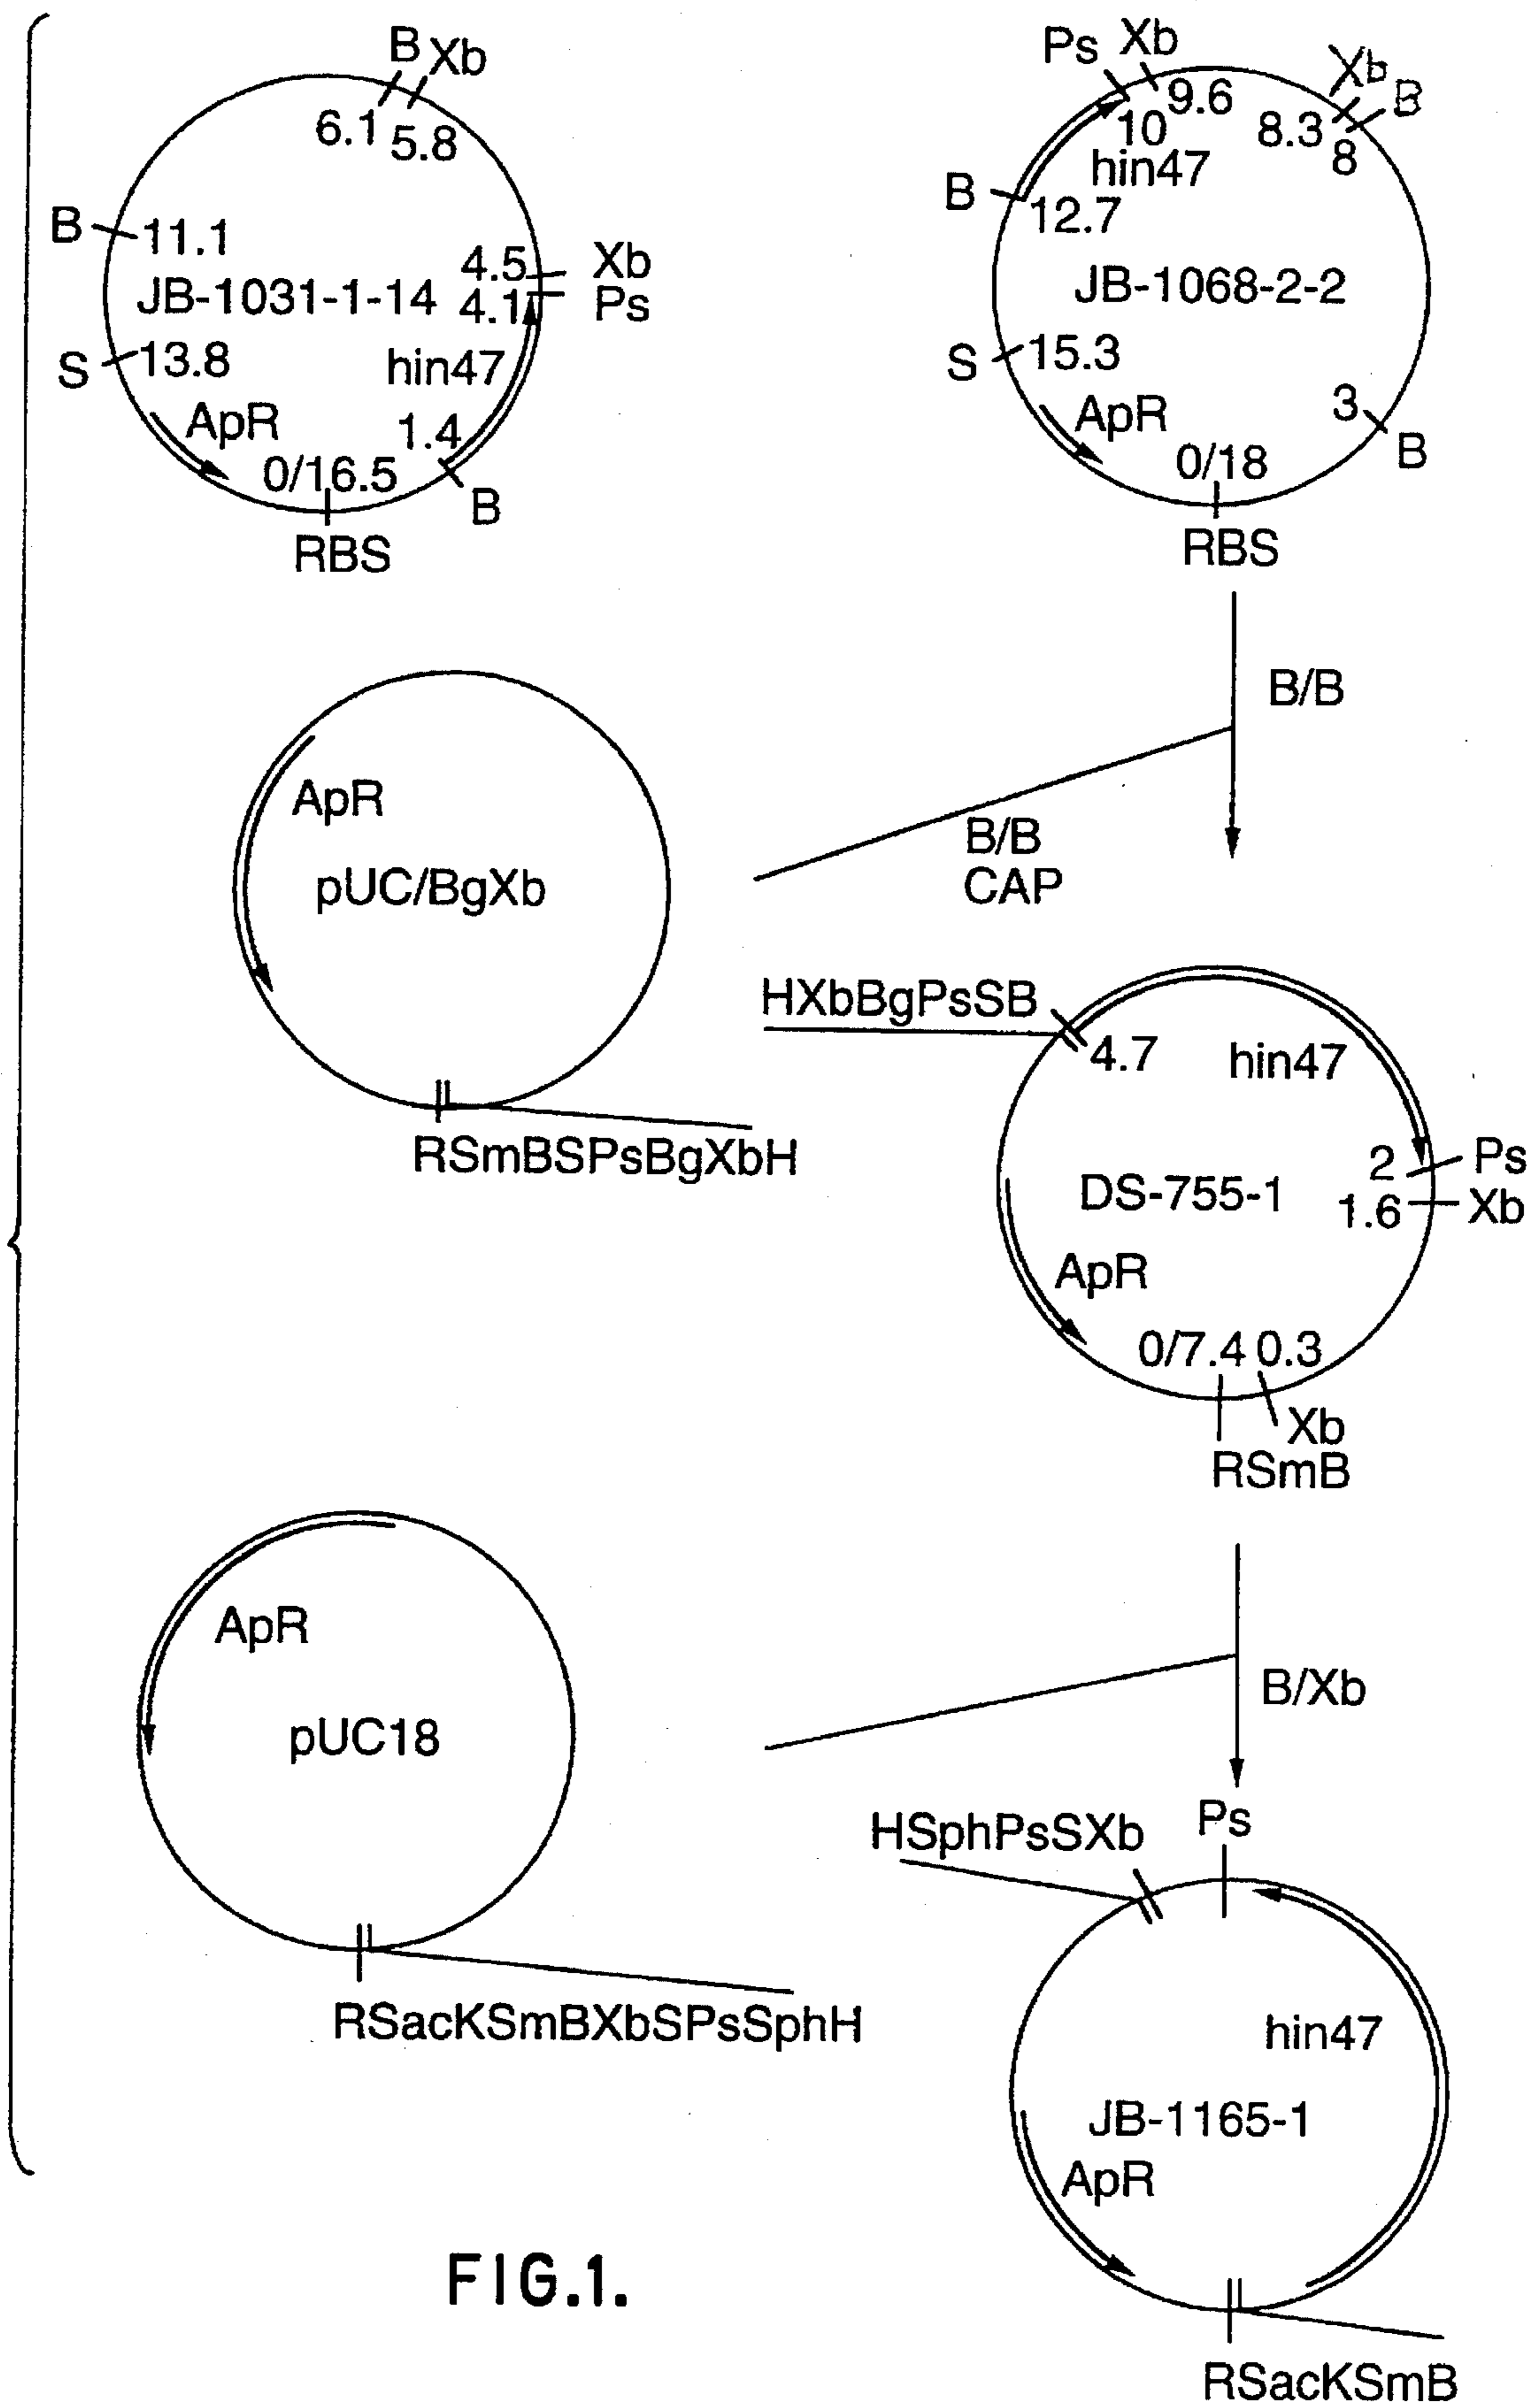 B Xb
6.1 5.8
B 11.1
4.5 Xb
JB-1031-1-14 4.1 Ps
S 13.8
hin47
ApR 1.4
0/16.5
B
RBS
Ps Xb
Xb B
9.6
10
8.3
8
hin47
B 12.7
JB-1068-2-2
S 15.3
3
ApR
B
0/18
RBS
B/B
ApR
B/B
CAP
pUC/BgXb
HXbBgPsSB
4.7 hin47
RSmBSPsBgXbH
2 Ps
DS-755-1
1.6 Xb
ApR
0/7.4 0.3
Xb
RSmB
ApR
B/Xb
pUC18
Ps
HSphPsSXb
RSacKSmBXbSPsSphH
hin47
JB-1165-1
ApR
FIG.1.
RSacKSmB